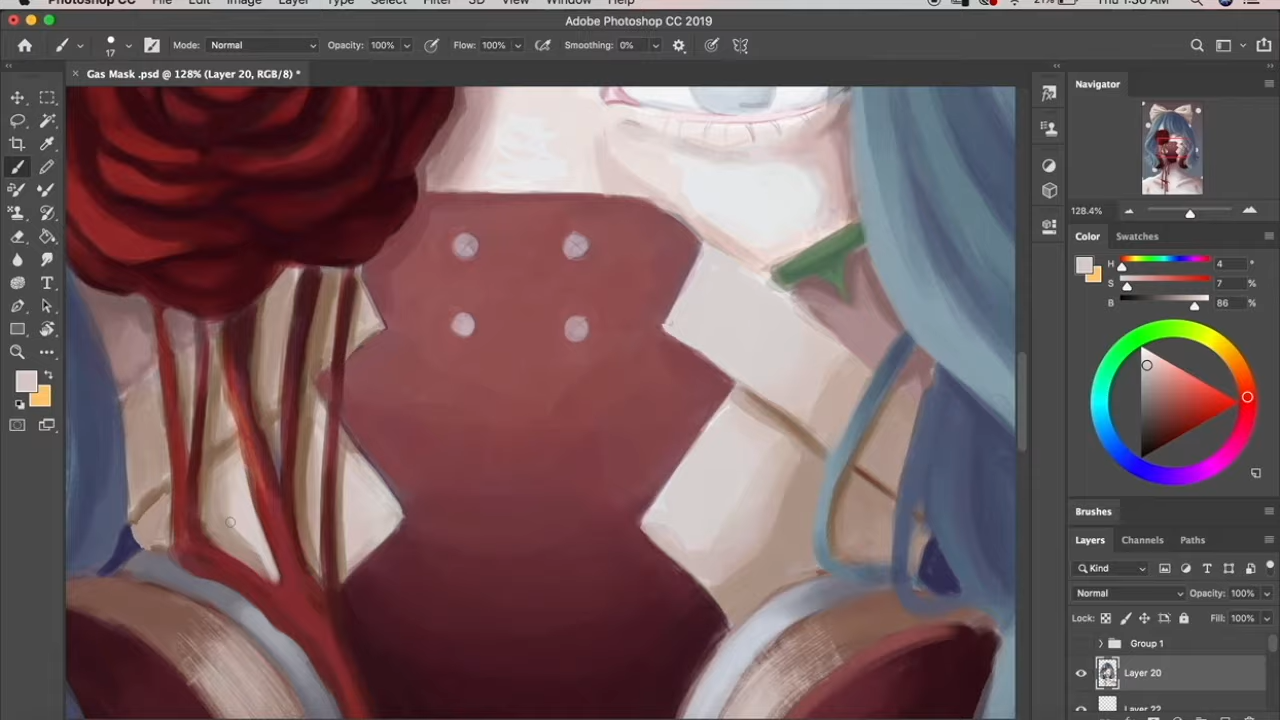 Photoshop CC File Edit Image Layer Type Select Filter 3D View Window Help 21% Thu 1:36 AM
Adobe Photoshop CC 2019
17 Mode: Normal Opacity: 100% Flow: 100% Smoothing: 0%
× Gas Mask .psd @ 128% (Layer 20, RGB/8) *
Navigator
128.4%
Color Swatches
H 4 °
S 7 %
B 86 %
Brushes
Layers Channels Paths
Kind
Normal Opacity: 100%
Lock: Fill: 100%
Group 1
Layer 20
Layer 22